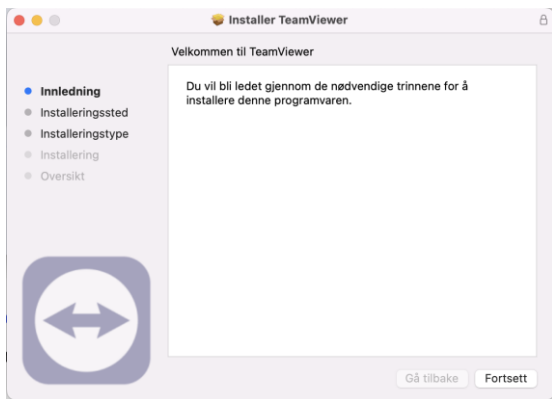 Installer TeamViewer
Velkommen til TeamViewer
Innledning
Installeringssted
Installeringstype
Installering
Oversikt
Du vil bli ledet gjennom de nødvendige trinnene for å
installere denne programvaren.
Gå tilbake
Fortsett